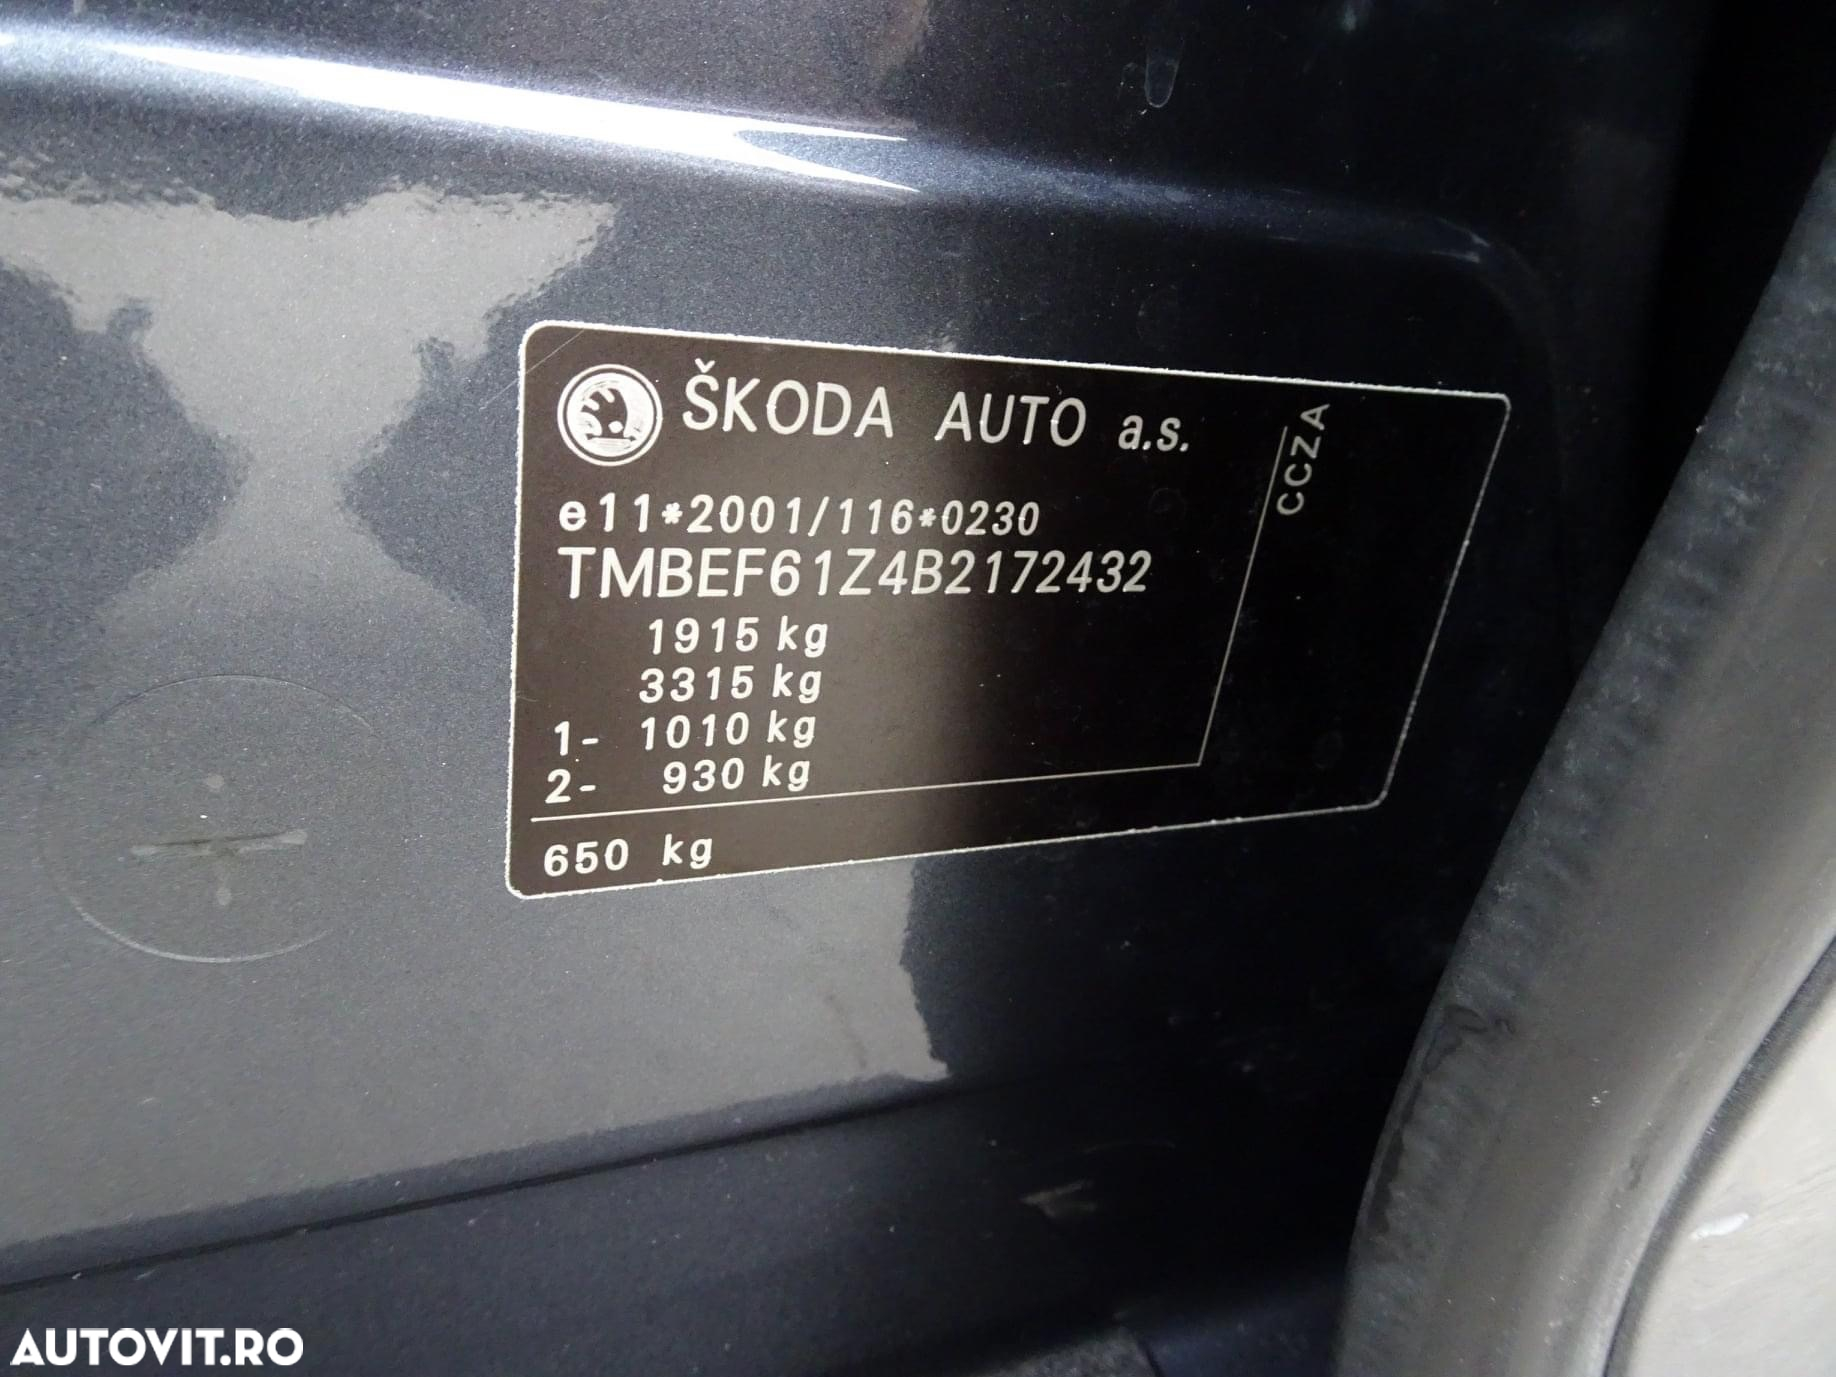 ŠKODA AUTO a.s.
CCZA
e11*2001/116*0230
TMBEF61Z4B2172432
1915 kg
3315 kg
1- 1010 kg
2- 930 kg
650 kg
AUTOVIT.RO